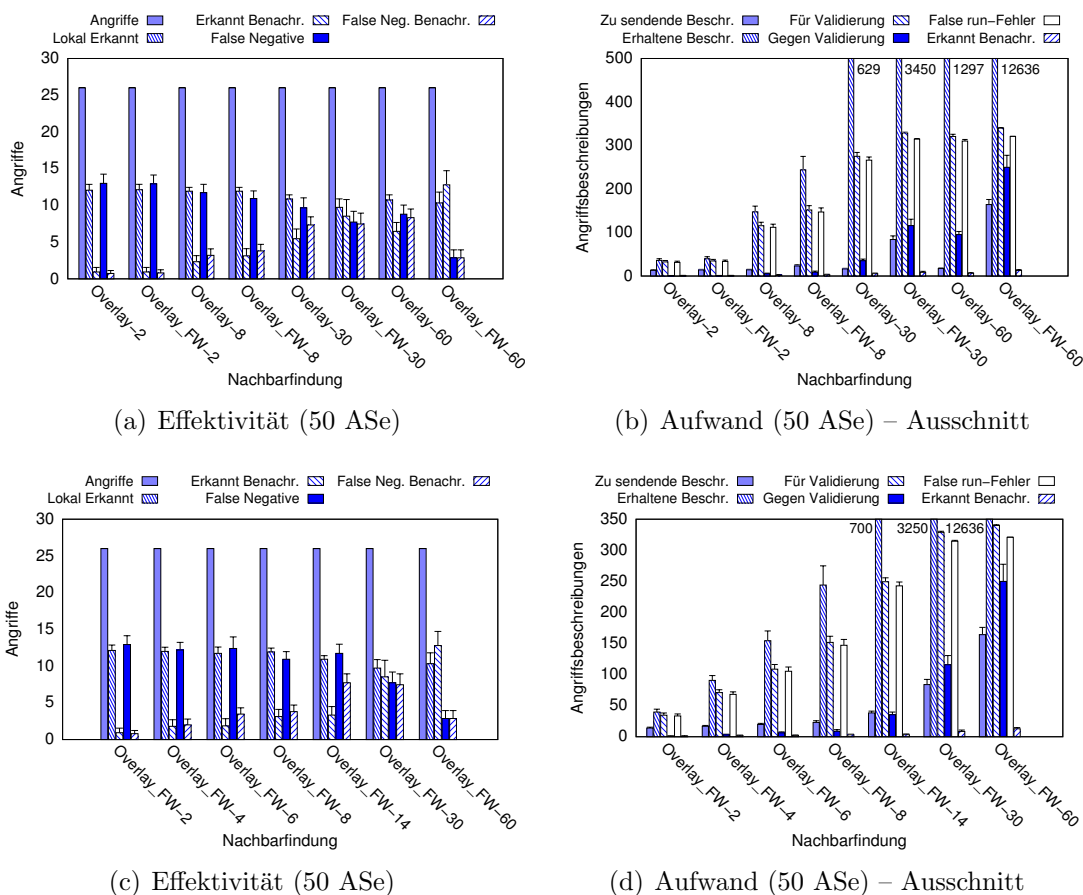 Angriffe
Lokal Erkannt
Erkannt Benachr.
False Negative
False Neg. Benachr.
Angriffe
30
25
20
15
10
5
0
Overlay−2
Overlay_FW−2
Overlay−8
Overlay_FW−8
Overlay−30
Overlay_FW−30
Overlay−60
Overlay_FW−60
Nachbarfindung
(a) Effektivität (50 ASe)
Zu sendende Beschr.
Erhaltene Beschr.
Für Validierung
Gegen Validierung
False run−Fehler
Erkannt Benachr.
Angriffsbeschreibungen
500
400
300
200
100
0
629
3450
1297
12636
Overlay−2
Overlay_FW−2
Overlay−8
Overlay_FW−8
Overlay−30
Overlay_FW−30
Overlay−60
Overlay_FW−60
Nachbarfindung
(b) Aufwand (50 ASe) – Ausschnitt
Angriffe
Lokal Erkannt
Erkannt Benachr.
False Negative
False Neg. Benachr.
Angriffe
30
25
20
15
10
5
0
Overlay_FW−2
Overlay_FW−4
Overlay_FW−6
Overlay_FW−8
Overlay_FW−14
Overlay_FW−30
Overlay_FW−60
Nachbarfindung
(c) Effektivität (50 ASe)
Zu sendende Beschr.
Erhaltene Beschr.
Für Validierung
Gegen Validierung
False run−Fehler
Erkannt Benachr.
Angriffsbeschreibungen
350
300
250
200
150
100
50
0
700
3250
12636
Overlay_FW−2
Overlay_FW−4
Overlay_FW−6
Overlay_FW−8
Overlay_FW−14
Overlay_FW−30
Overlay_FW−60
Nachbarfindung
(d) Aufwand (50 ASe) – Ausschnitt